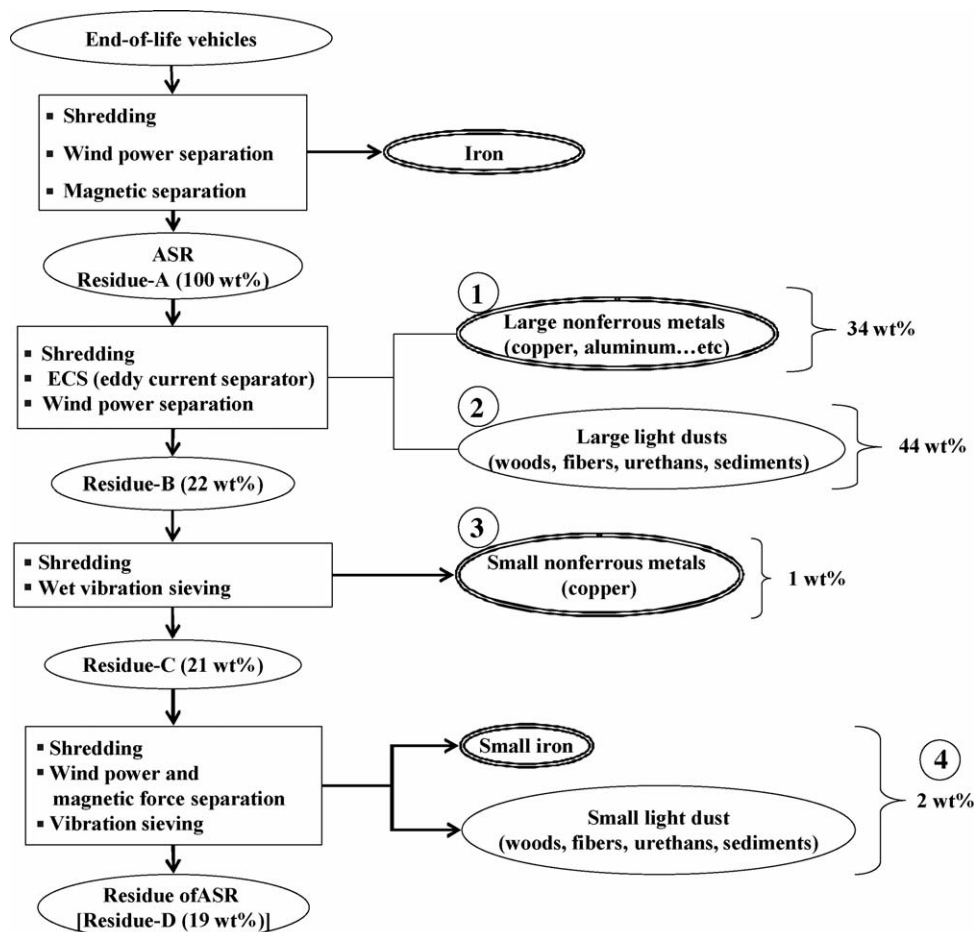 End-of-life vehicles
▪ Shredding
▪ Wind power separation
▪ Magnetic separation
Iron
ASR
Residue-A (100 wt%)
▪ Shredding
▪ ECS (eddy current separator)
▪ Wind power separation
1
Large nonferrous metals
(copper, aluminum…etc)
34 wt%
2
Large light dusts
(woods, fibers, urethans, sediments)
44 wt%
Residue-B (22 wt%)
▪ Shredding
▪ Wet vibration sieving
3
Small nonferrous metals
(copper)
1 wt%
Residue-C (21 wt%)
▪ Shredding
▪ Wind power and
magnetic force separation
▪ Vibration sieving
Small iron
Small light dust
(woods, fibers, urethans, sediments)
4
2 wt%
Residue ofASR
[Residue-D (19 wt%)]